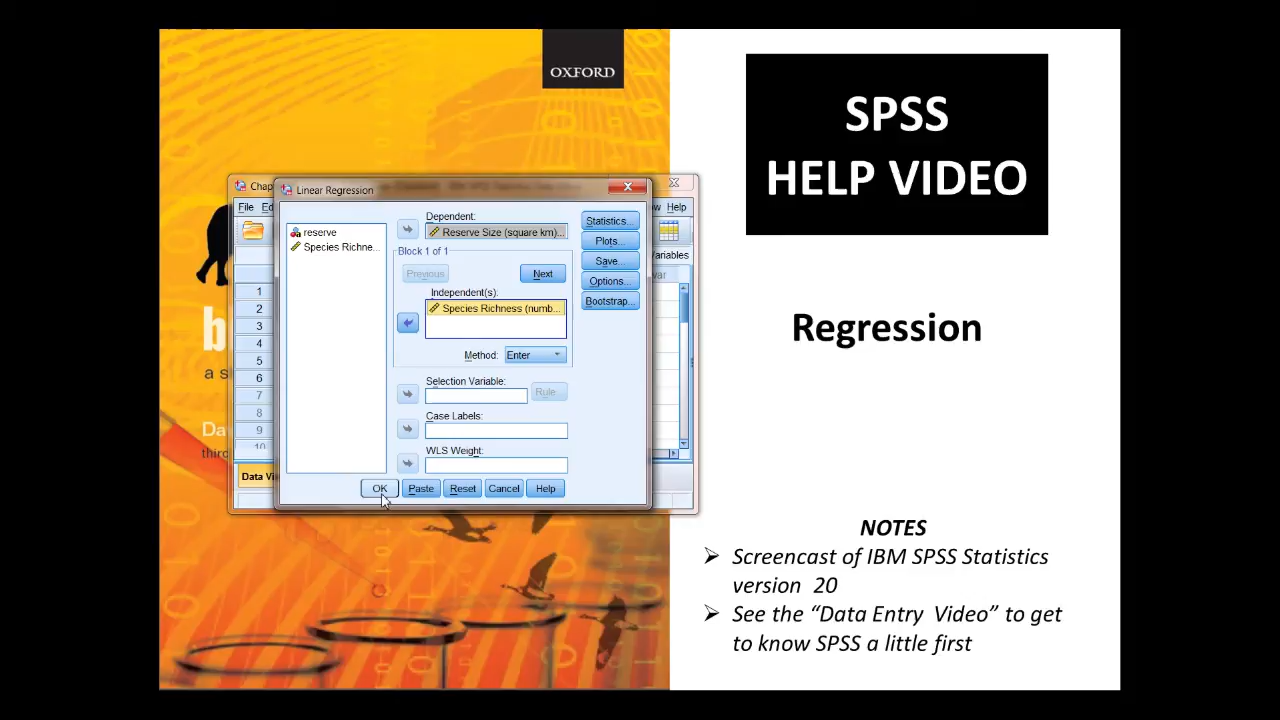 OXFORD
SPSS
HELP VIDEO
Regression
NOTES
Screencast of IBM SPSS Statistics
version 20
See the “Data Entry Video” to get
to know SPSS a little first
Linear Regression
File
Help
Dependent:
reserve
Species Richne...
Reserve Size (square km)...
Block 1 of 1
Previous
Next
Independent(s):
Species Richness (numb...
Method: Enter
Selection Variable:
Rule...
Case Labels:
WLS Weight:
Statistics...
Plots...
Save...
Options...
Bootstrap...
OK
Paste
Reset
Cancel
Help
1
2
3
4
5
6
7
8
9
10
var